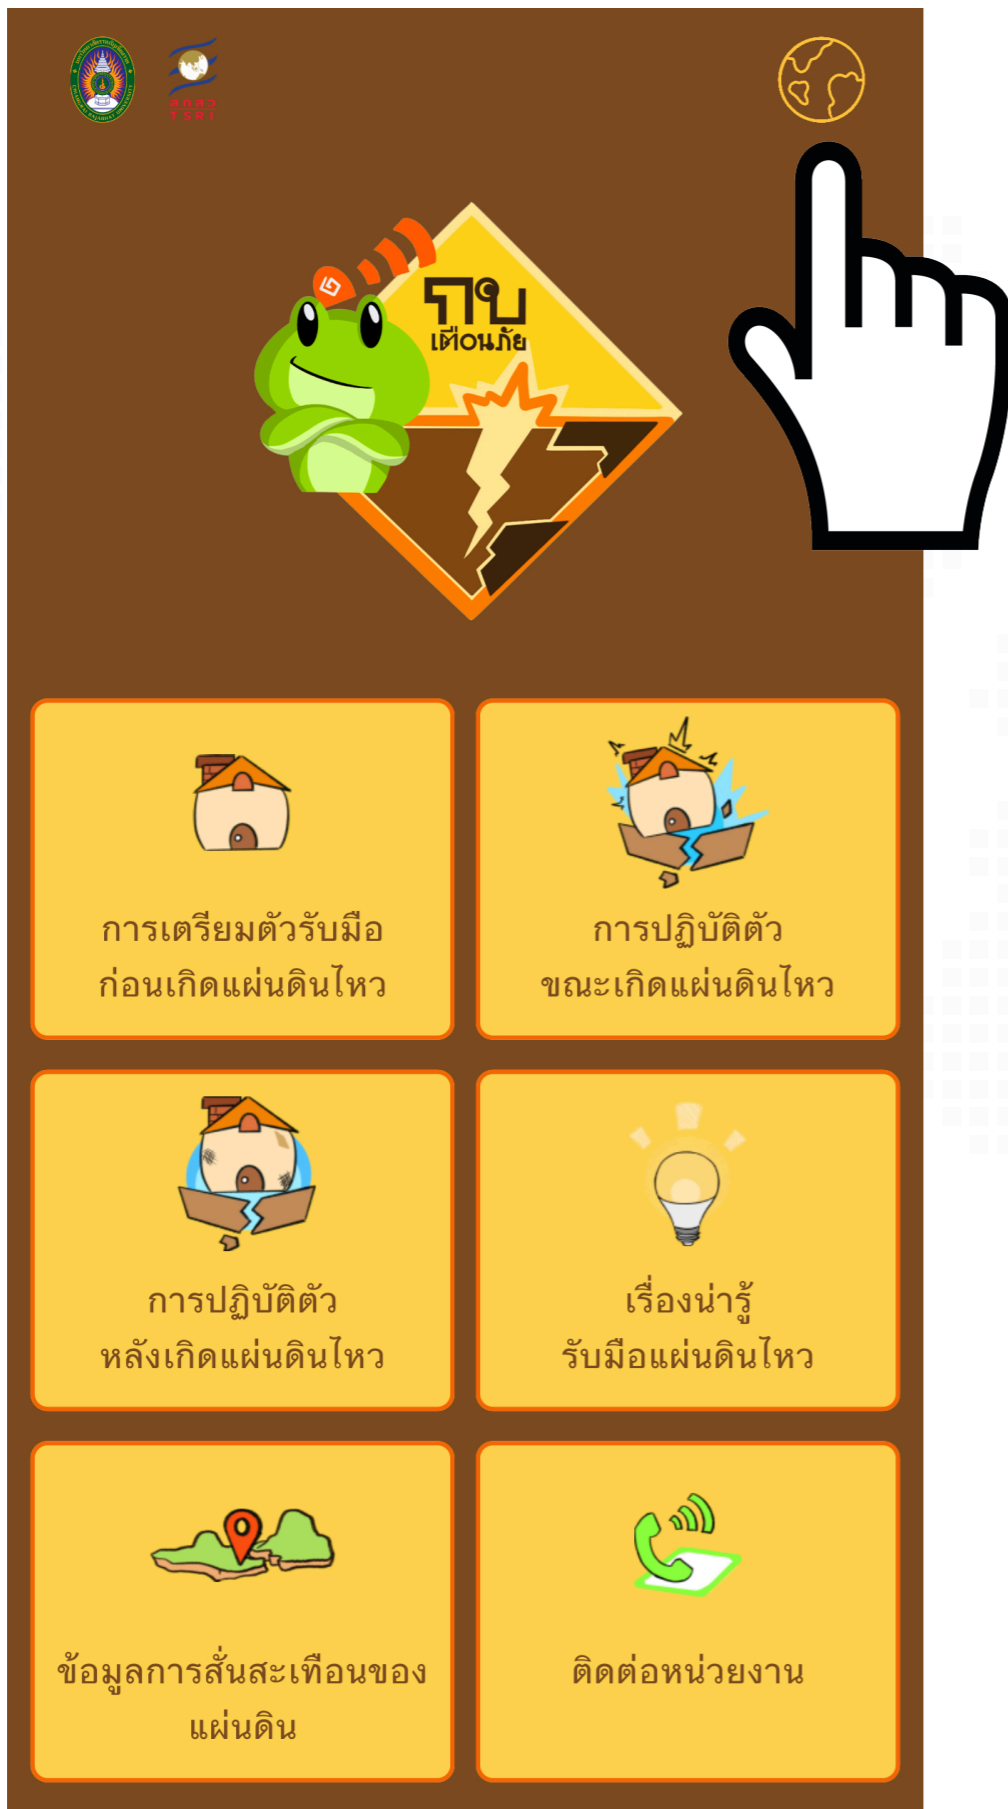 สกสว
TSRI
กบ
เตือนภัย
การเตรียมตัวรับมือ
ก่อนเกิดแผ่นดินไหว
การปฏิบัติตัว
ขณะเกิดแผ่นดินไหว
การปฏิบัติตัว
หลังเกิดแผ่นดินไหว
เรื่องน่ารู้
รับมือแผ่นดินไหว
ข้อมูลการสั่นสะเทือนของ
แผ่นดิน
ติดต่อหน่วยงาน